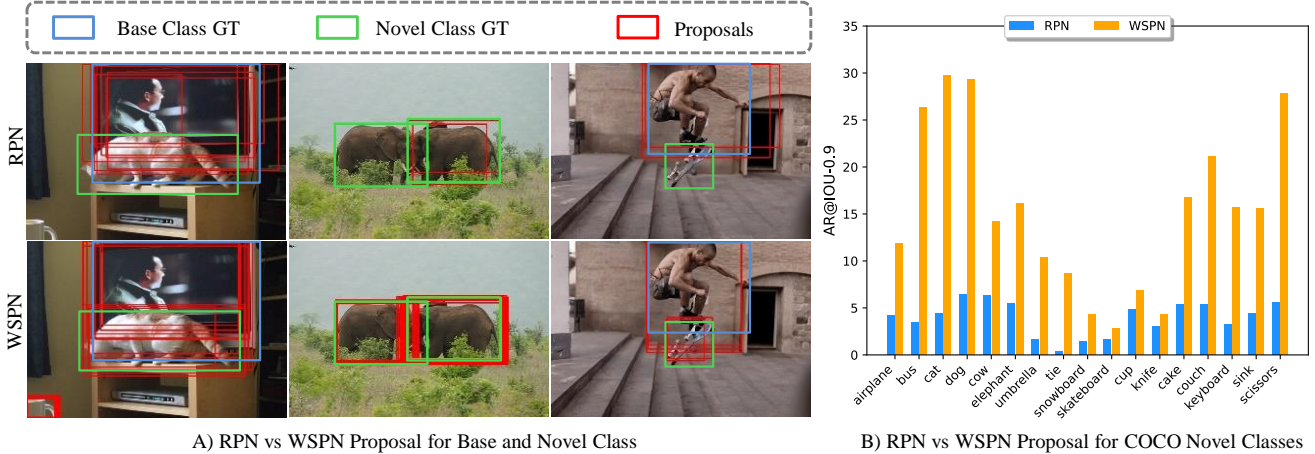 Base Class GT
Novel Class GT
Proposals
RPN
WSPN
A) RPN vs WSPN Proposal for Base and Novel Class
RPN
WSPN
AR@IOU-0.9
35
30
25
20
15
10
5
0
airplane
bus
cat
dog
cow
elephant
umbrella
tie
snowboard
skateboard
cup
knife
cake
couch
keyboard
sink
scissors
B) RPN vs WSPN Proposal for COCO Novel Classes